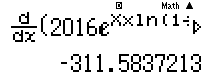 Math ▲
d/dx(2016e^(X×ln(1÷
-311.5837213